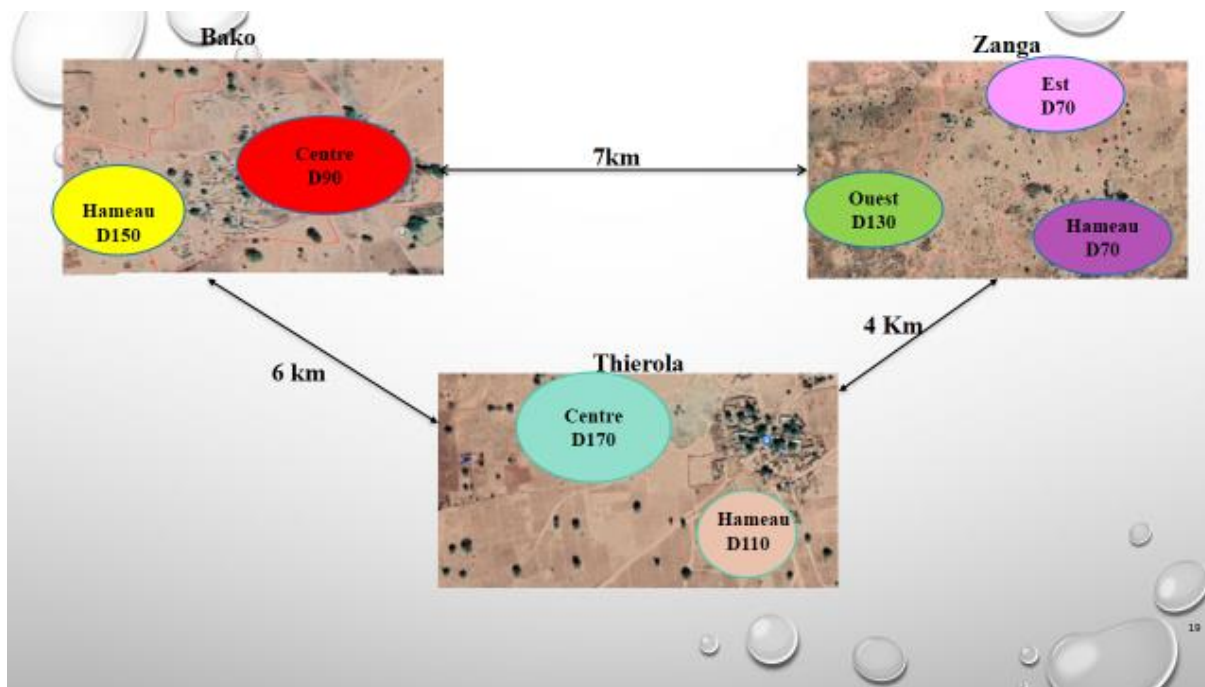 Bako
Zanga
Est
D70
Centre
D90
7km
Hameau
D150
Ouest
D130
Hameau
D70
6 km
4 Km
Thierola
Centre
D170
Hameau
D110
19